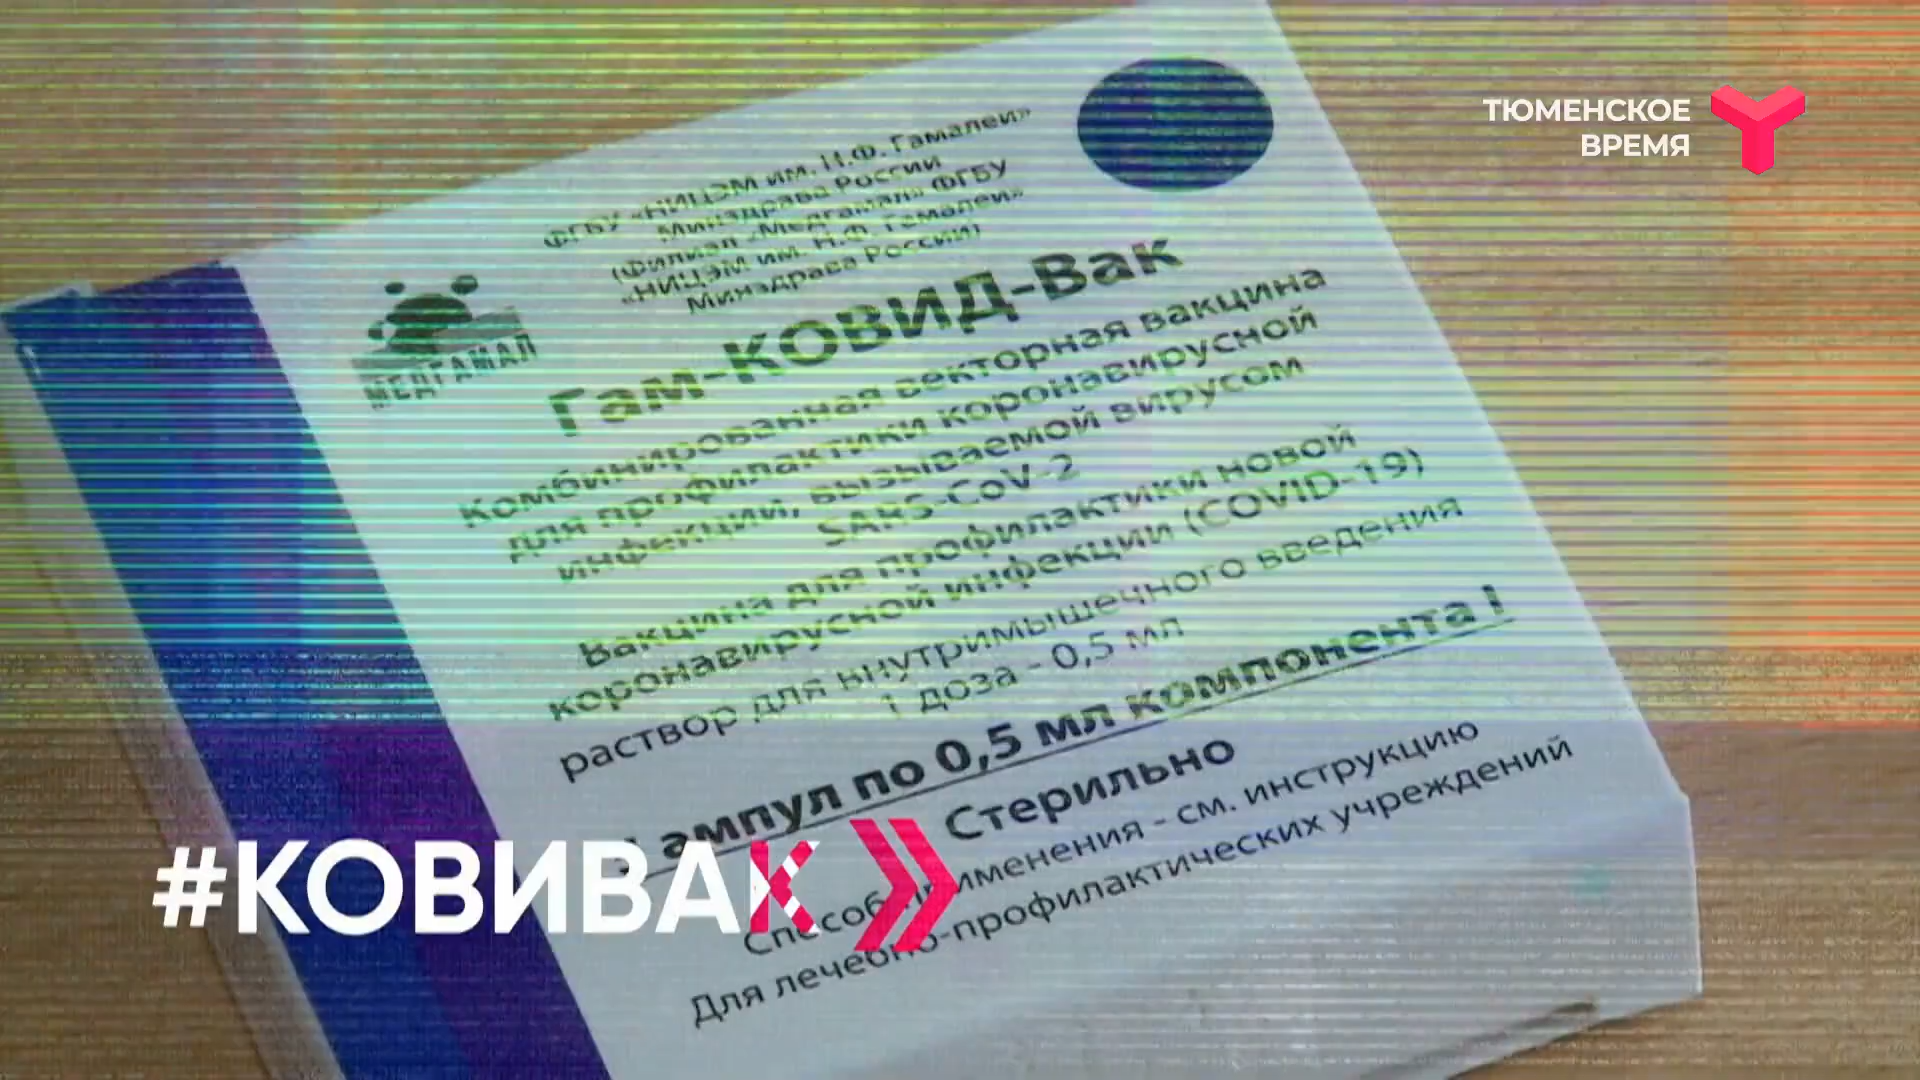 ТЮМЕНСКОЕ
ВРЕМЯ
ФГБУ «НИЦЭМ им. Н.Ф. Гамалеи»
Минздрава России
(Филиал «Медгамал» ФГБУ
«НИЦЭМ им. Н.Ф. Гамалеи»
Минздрава России)
МЕДГАМАЛ
Гам-КОВИД-Вак
Комбинированная векторная вакцина
для профилактики коронавирусной
инфекции, вызываемой вирусом
SARS-CoV-2
Вакцина для профилактики новой
коронавирусной инфекции (COVID-19)
раствор для внутримышечного введения
1 доза - 0,5 мл
ампул по 0,5 мл компонента I
Стерильно
Способ применения - см. инструкцию
Для лечебно-профилактических учреждений
#КОВИВАК